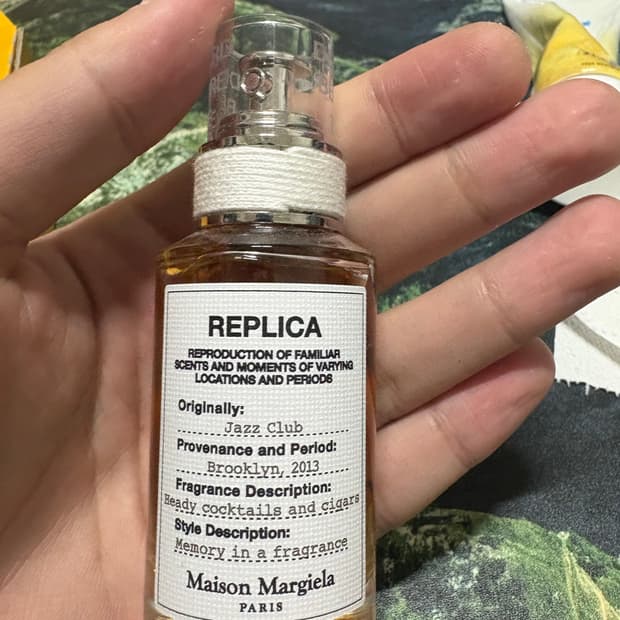 REPLICA
REPRODUCTION OF FAMILIAR
SCENTS AND MOMENTS OF VARYING
LOCATIONS AND PERIODS
Originally:
Jazz Club
Provenance and Period:
Brooklyn, 2013
Fragrance Description:
Heady cocktails and cigars
Style Description:
Memory in a fragrance
Maison Margiela
PARIS